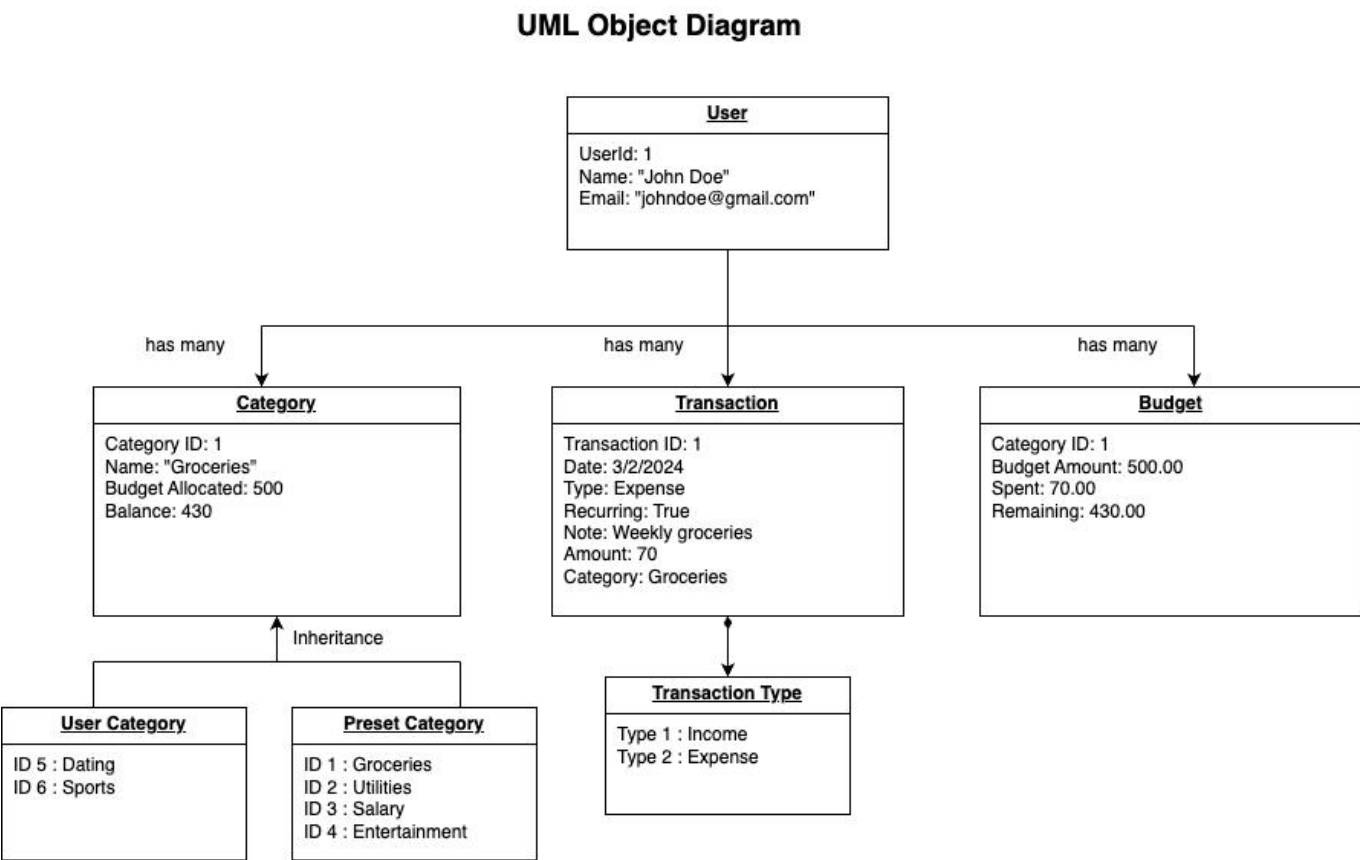 UML Object Diagram
User
UserId: 1
Name: "John Doe"
Email: "johndoe@gmail.com"
has many
has many
has many
Category
Category ID: 1
Name: "Groceries"
Budget Allocated: 500
Balance: 430
Transaction
Transaction ID: 1
Date: 3/2/2024
Type: Expense
Recurring: True
Note: Weekly groceries
Amount: 70
Category: Groceries
Budget
Category ID: 1
Budget Amount: 500.00
Spent: 70.00
Remaining: 430.00
Inheritance
User Category
ID 5 : Dating
ID 6 : Sports
Preset Category
ID 1 : Groceries
ID 2 : Utilities
ID 3 : Salary
ID 4 : Entertainment
Transaction Type
Type 1 : Income
Type 2 : Expense